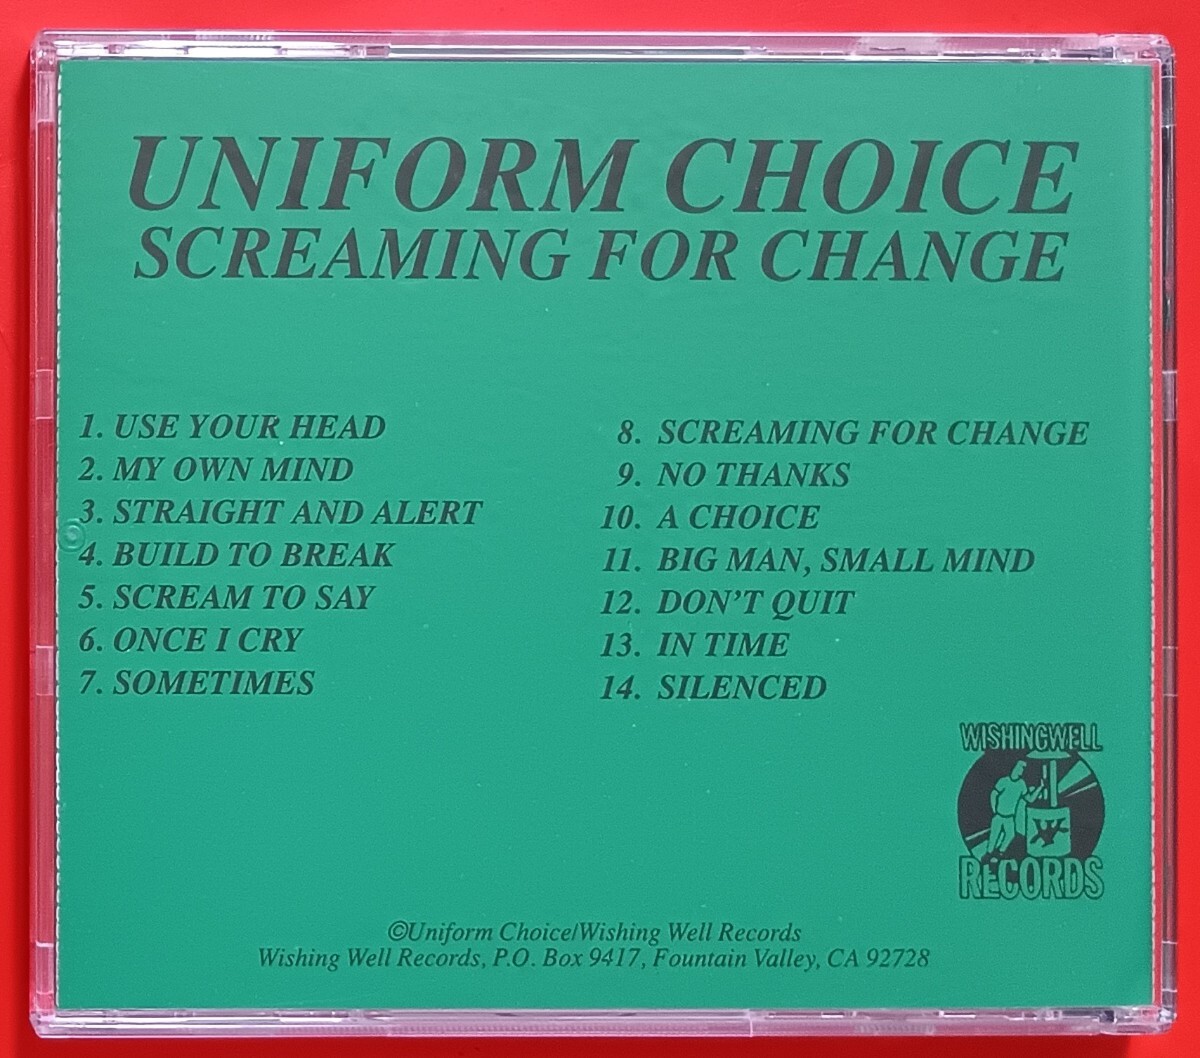 UNIFORM CHOICE
SCREAMING FOR CHANGE
1. USE YOUR HEAD
2. MY OWN MIND
3. STRAIGHT AND ALERT
4. BUILD TO BREAK
5. SCREAM TO SAY
6. ONCE I CRY
7. SOMETIMES
8. SCREAMING FOR CHANGE
9. NO THANKS
10. A CHOICE
11. BIG MAN, SMALL MIND
12. DON'T QUIT
13. IN TIME
14. SILENCED
WISHINGWELL
RECORDS
©Uniform Choice/Wishing Well Records
Wishing Well Records, P.O. Box 9417, Fountain Valley, CA 92728